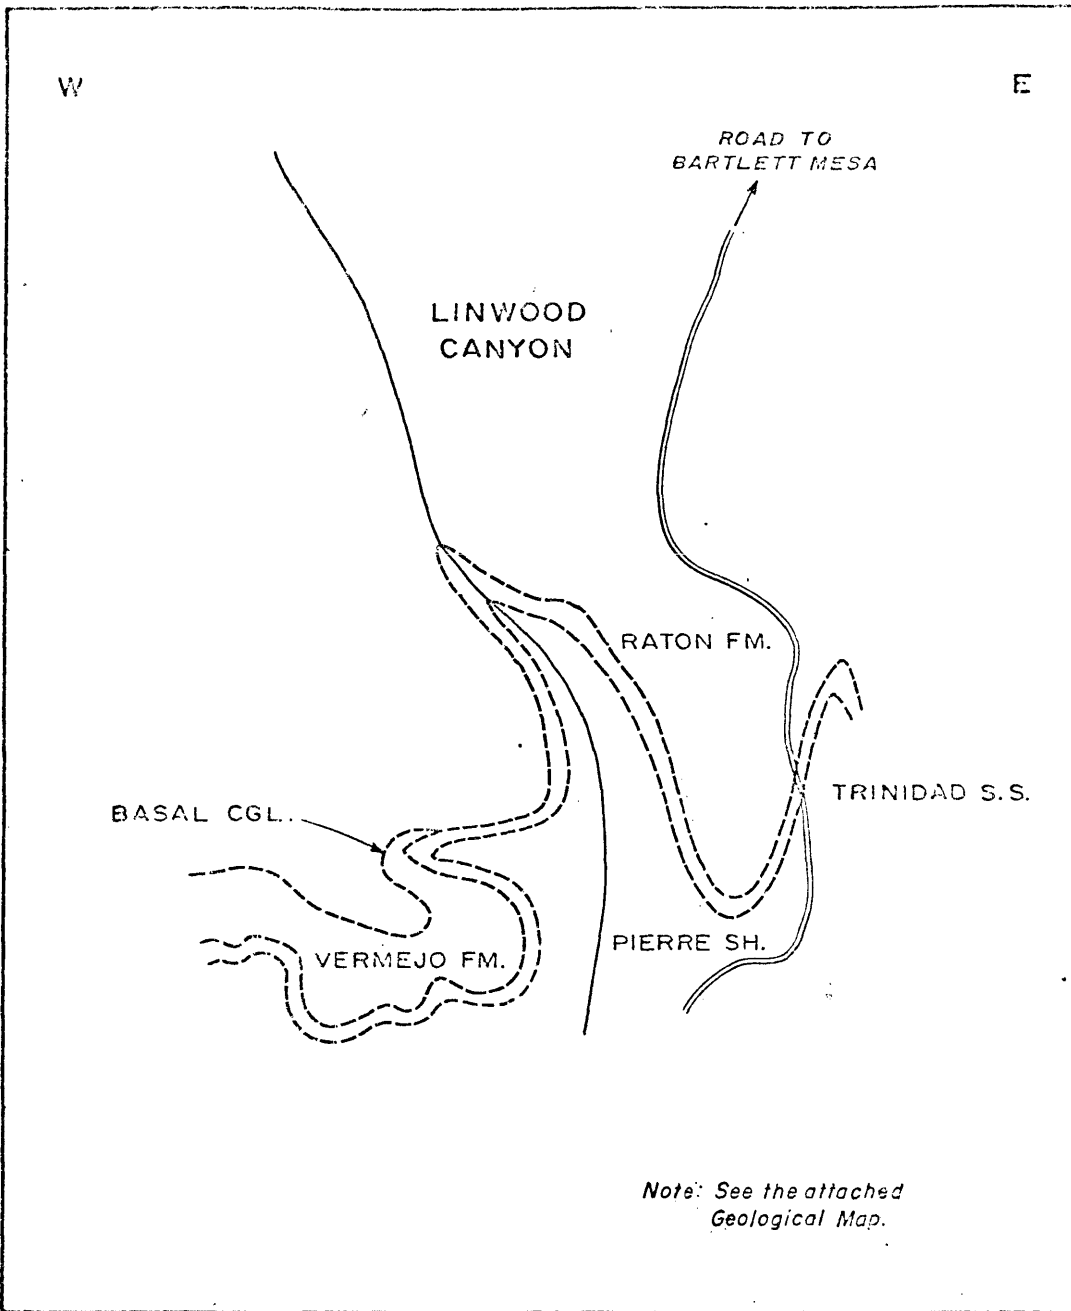 W
E
ROAD TO
BARTLETT MESA
LINWOOD
CANYON
RATON FM.
TRINIDAD S.S.
BASAL CGL..
PIERRE SH.
VERMEJO FM.
Note: See the attached
Geological Map.